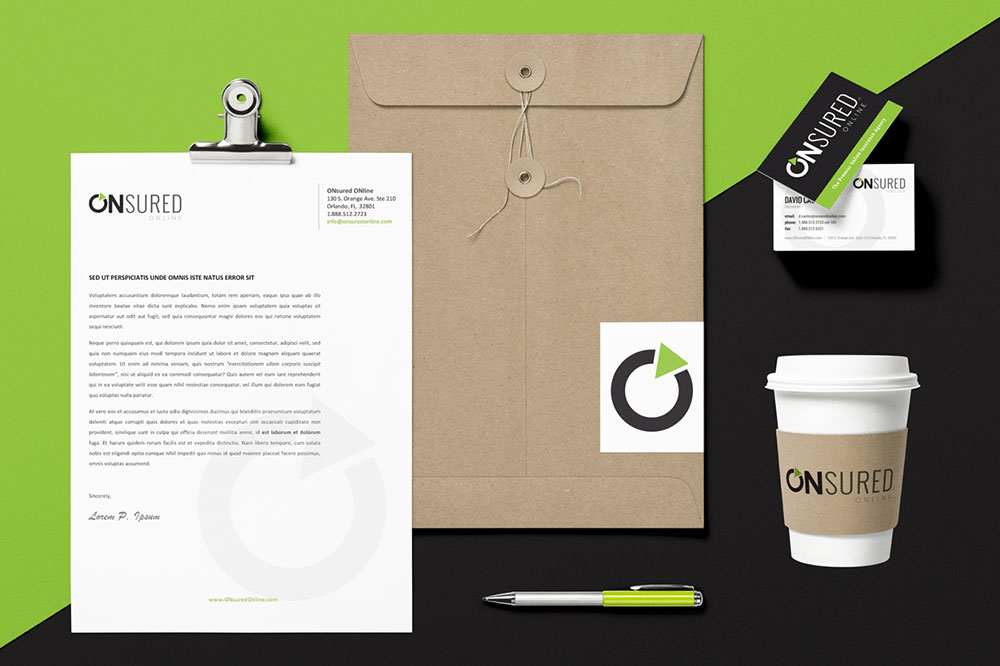 ONSURED
ONLINE
ONsured ONline
130 S. Orange Ave, Ste 210
Orlando, FL. 32801
1.888.512.2723
info@onsuredonline.com
SED UT PERSPICIATIS UNDE OMNIS ISTE NATUS ERROR SIT
Voluptatem accusantium doloremque laudantium, totam rem aperiam, eaque ipsa quae ab illo
inventore beatae vitae dicta sunt explicabo. Nemo enim ipsam voluptatem quia voluptas sit
aspernatur aut odit aut fugit, sed quia consequuntur magni dolores eos qui ratione voluptatem
sequi nesciunt.
Neque porro quisquam est, qui dolorem ipsum quia dolor sit amet, consectetur, adipisci velit, sed
quia non numquam eius modi tempora incidunt ut labore et dolore magnam aliquam quaerat
voluptatem. Ut enim ad minima veniam, quis nostrum "exercitationem ullam corporis suscipit
laboriosam", nisi ut aliquid ex ea commodi consequatur? Quis autem vel eum iure reprehenderit
qui in ea voluptate velit esse quam nihil molestiae consequatur, vel illum qui dolorem eum fugiat
quo voluptas nulla pariatur.
At vero eos et accusamus et iusto odio dignissimos ducimus qui blanditiis praesentium voluptatum
deleniti atque corrupti quos dolores et quas molestias excepturi sint occaecati cupiditate non
provident, similique sunt in culpa qui officia deserunt mollitia animi, id est laborum et dolorum
fuga. Et harum quidem rerum facilis est et expedita distinctio. Nam libero tempore, cum soluta
nobis est eligendi optio cumque nihil impedit quo minus id quod maxime placeat facere possimus,
omnis voluptas assumend.
Sincerely,
Lorem P. Ipsum
www.ONsuredOnline.com
ONSURED
ONLINE
The Premier Online Insurance Agency
ONSURED
ONLINE
DAVID
email:
phone:
fax:
ONSURED
ONLINE